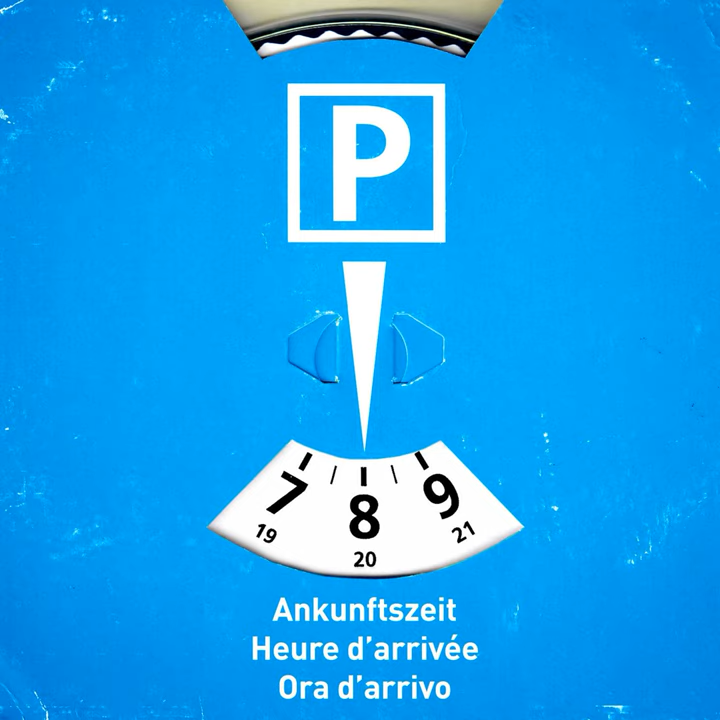 P
7 8 9
19 20 21
Ankunftszeit
Heure d'arrivée
Ora d'arrivo